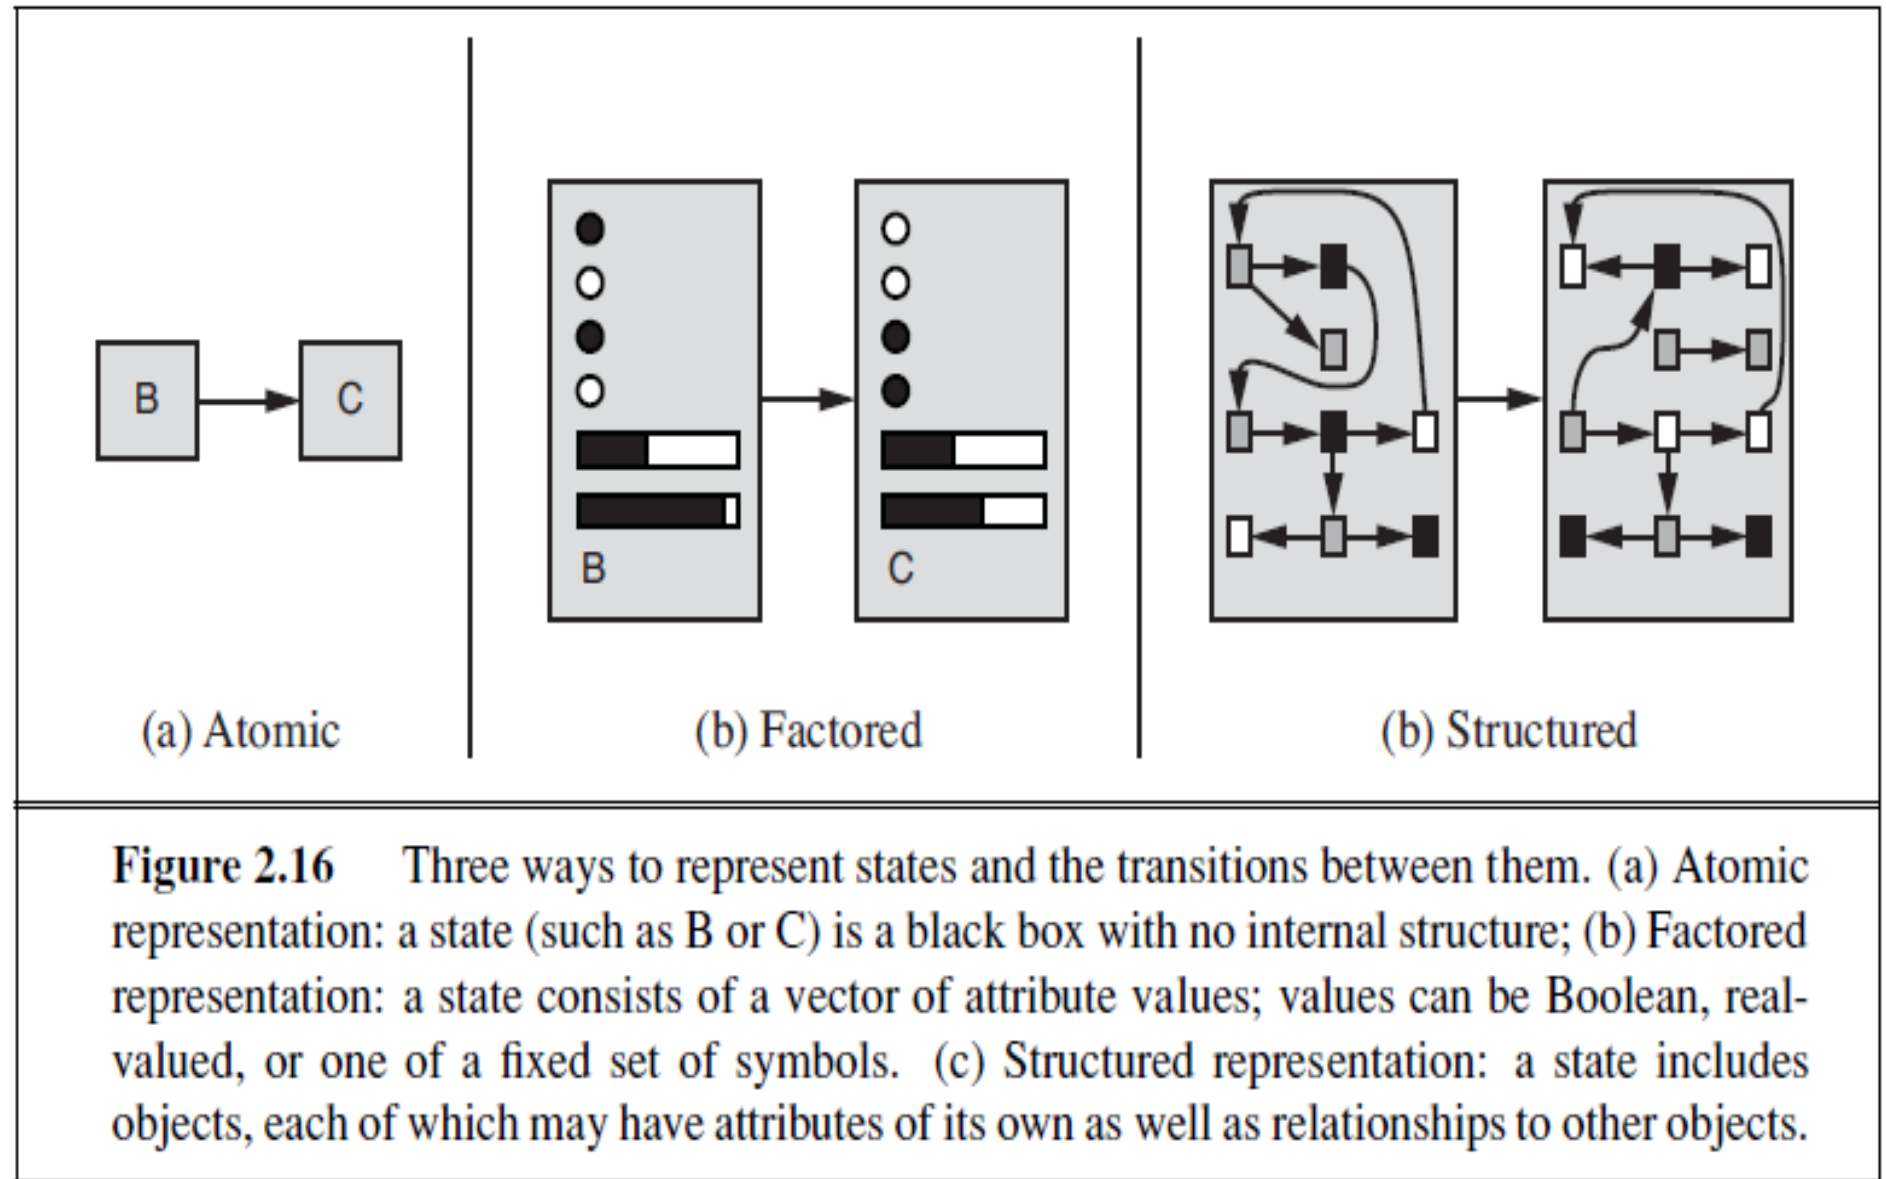 B
C
B
C
(a) Atomic
(b) Factored
(b) Structured
Figure 2.16 Three ways to represent states and the transitions between them. (a) Atomic
representation: a state (such as B or C) is a black box with no internal structure; (b) Factored
representation: a state consists of a vector of attribute values; values can be Boolean, real-
valued, or one of a fixed set of symbols. (c) Structured representation: a state includes
objects, each of which may have attributes of its own as well as relationships to other objects.